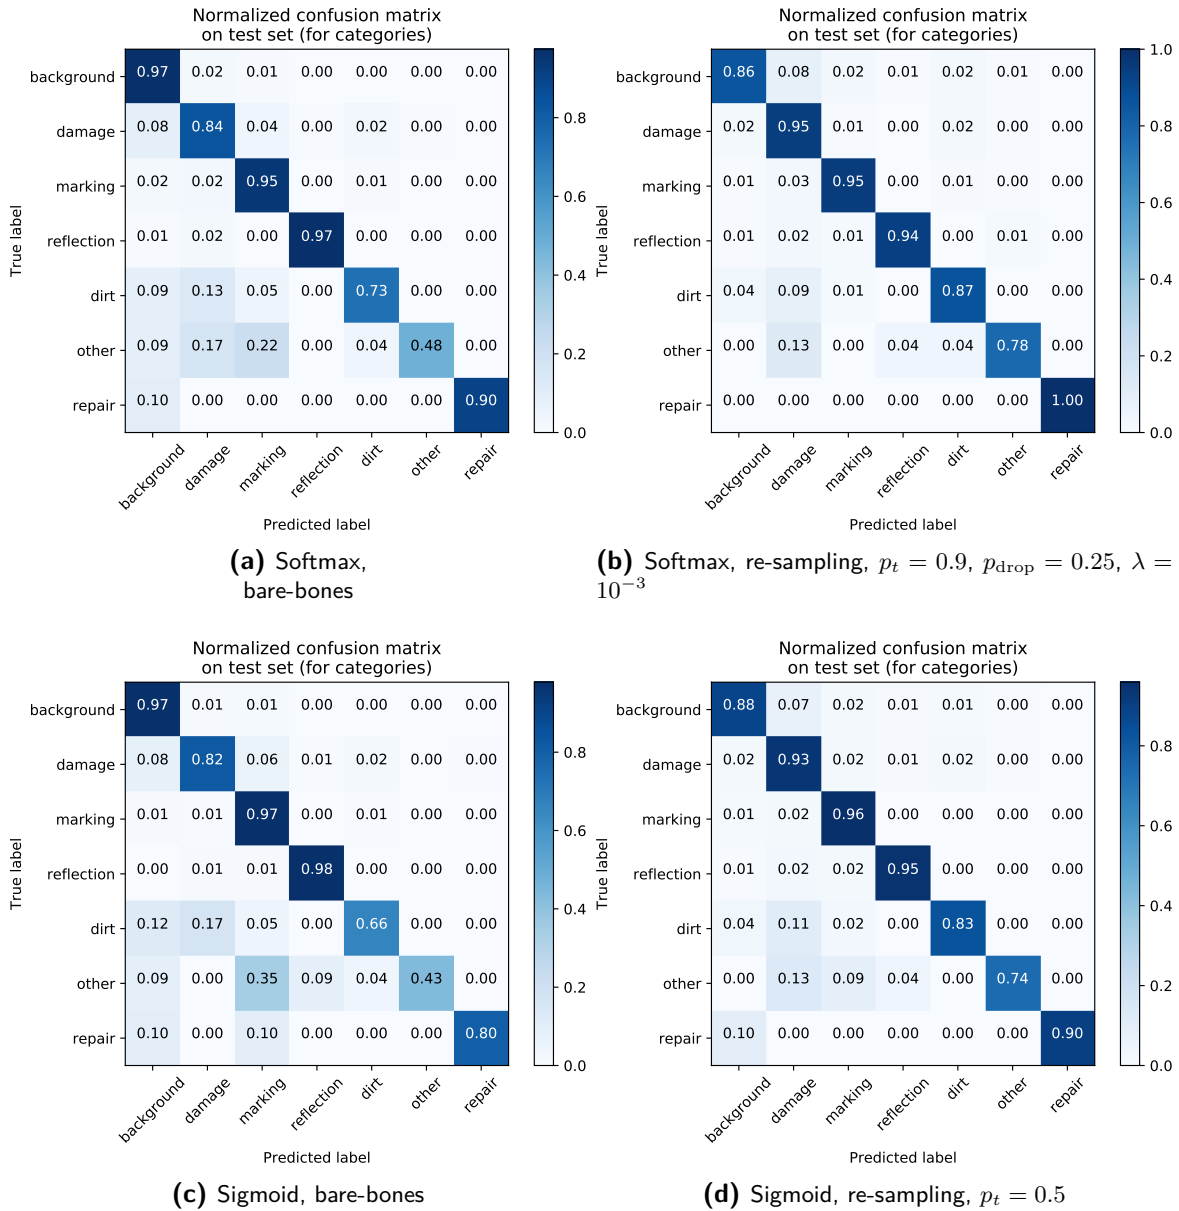 Normalized confusion matrix
on test set (for categories)
True label
background 0.97 0.02 0.01 0.00 0.00 0.00 0.00
damage 0.08 0.84 0.04 0.00 0.02 0.00 0.00
marking 0.02 0.02 0.95 0.00 0.01 0.00 0.00
reflection 0.01 0.02 0.00 0.97 0.00 0.00 0.00
dirt 0.09 0.13 0.05 0.00 0.73 0.00 0.00
other 0.09 0.17 0.22 0.00 0.04 0.48 0.00
repair 0.10 0.00 0.00 0.00 0.00 0.00 0.90
background damage marking reflection dirt other repair
Predicted label
0.8
0.6
0.4
0.2
0.0
(a) Softmax,
bare-bones
Normalized confusion matrix
on test set (for categories)
True label
background 0.86 0.08 0.02 0.01 0.02 0.01 0.00
damage 0.02 0.95 0.01 0.00 0.02 0.00 0.00
marking 0.01 0.03 0.95 0.00 0.01 0.00 0.00
reflection 0.01 0.02 0.01 0.94 0.00 0.01 0.00
dirt 0.04 0.09 0.01 0.00 0.87 0.00 0.00
other 0.00 0.13 0.00 0.04 0.04 0.78 0.00
repair 0.00 0.00 0.00 0.00 0.00 0.00 1.00
background damage marking reflection dirt other repair
Predicted label
1.0
0.8
0.6
0.4
0.2
0.0
(b) Softmax, re-sampling, p_t = 0.9, p_drop = 0.25, λ =
10⁻³
Normalized confusion matrix
on test set (for categories)
True label
background 0.97 0.01 0.01 0.00 0.00 0.00 0.00
damage 0.08 0.82 0.06 0.01 0.02 0.00 0.00
marking 0.01 0.01 0.97 0.00 0.01 0.00 0.00
reflection 0.00 0.01 0.01 0.98 0.00 0.00 0.00
dirt 0.12 0.17 0.05 0.00 0.66 0.00 0.00
other 0.09 0.00 0.35 0.09 0.04 0.43 0.00
repair 0.10 0.00 0.10 0.00 0.00 0.00 0.80
background damage marking reflection dirt other repair
Predicted label
0.8
0.6
0.4
0.2
0.0
(c) Sigmoid, bare-bones
Normalized confusion matrix
on test set (for categories)
True label
background 0.88 0.07 0.02 0.01 0.01 0.00 0.00
damage 0.02 0.93 0.02 0.01 0.02 0.00 0.00
marking 0.01 0.02 0.96 0.00 0.00 0.00 0.00
reflection 0.01 0.02 0.02 0.95 0.00 0.00 0.00
dirt 0.04 0.11 0.02 0.00 0.83 0.00 0.00
other 0.00 0.13 0.09 0.04 0.00 0.74 0.00
repair 0.10 0.00 0.00 0.00 0.00 0.00 0.90
background damage marking reflection dirt other repair
Predicted label
0.8
0.6
0.4
0.2
0.0
(d) Sigmoid, re-sampling, p_t = 0.5